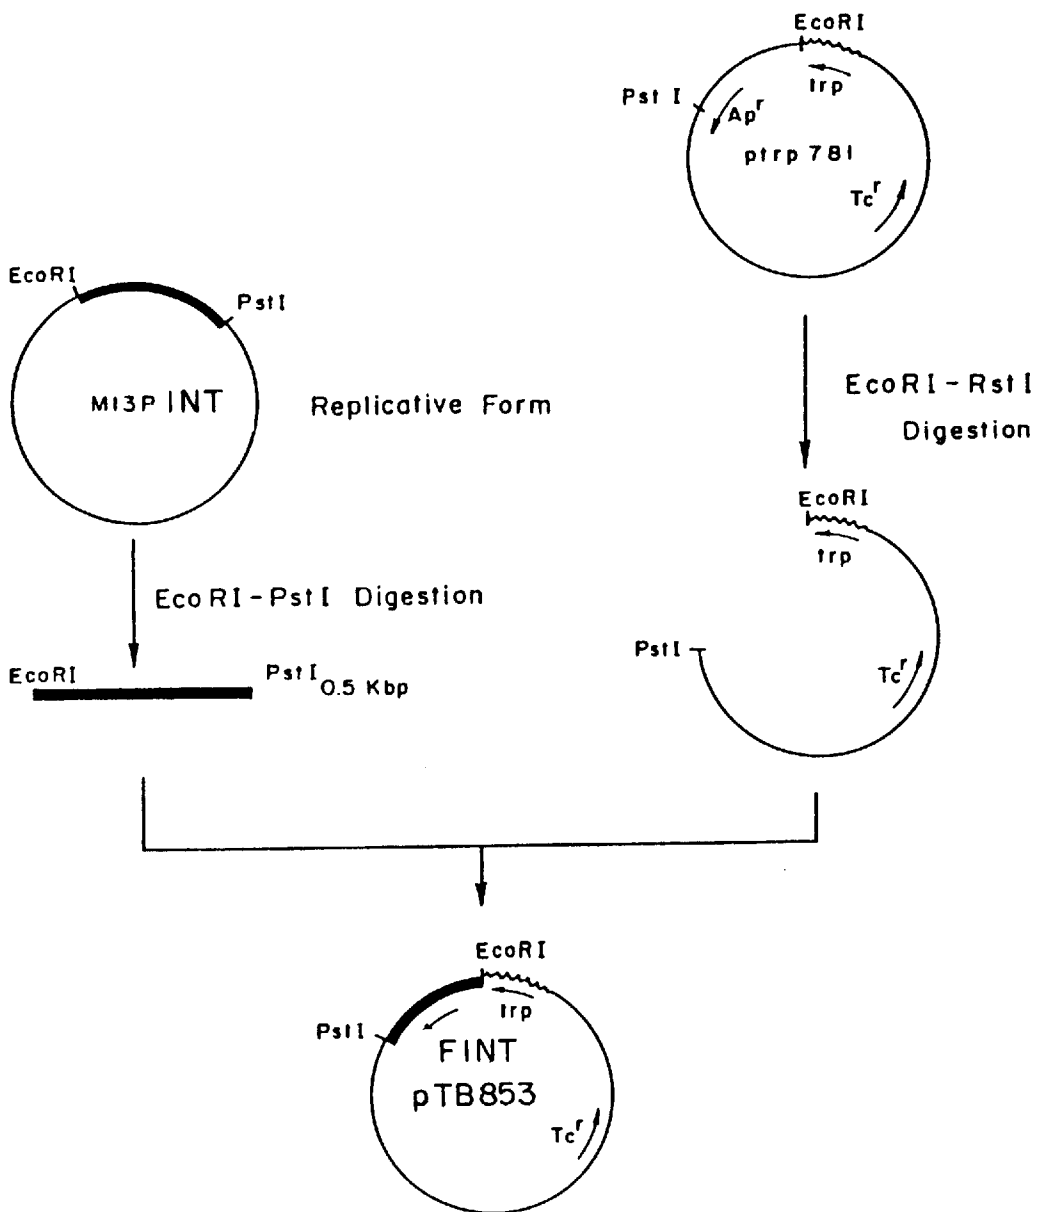 EcoRI
trp
Pst I
Ap^r
ptrp 781
Tc^r
EcoRI
PstI
M13P INT
Replicative Form
EcoRI-RstI
Digestion
EcoRI-PstI Digestion
EcoRI
PstI
0.5 Kbp
EcoRI
trp
PstI
Tc^r
EcoRI
trp
PstI
FINT
pTB853
Tc^r